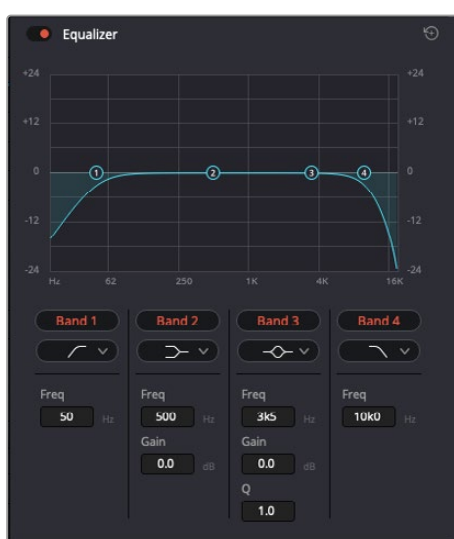 Equalizer
+24 +24
+12 +12
0 1 2 3 4 0
-12 -12
-24 -24
Hz 62 250 1K 4K 16K
Band 1 Band 2 Band 3 Band 4
Freq Freq Freq Freq
50 Hz 500 Hz 3k5 Hz 10k0 Hz
Gain Gain
0.0 dB 0.0 dB
Q
1.0